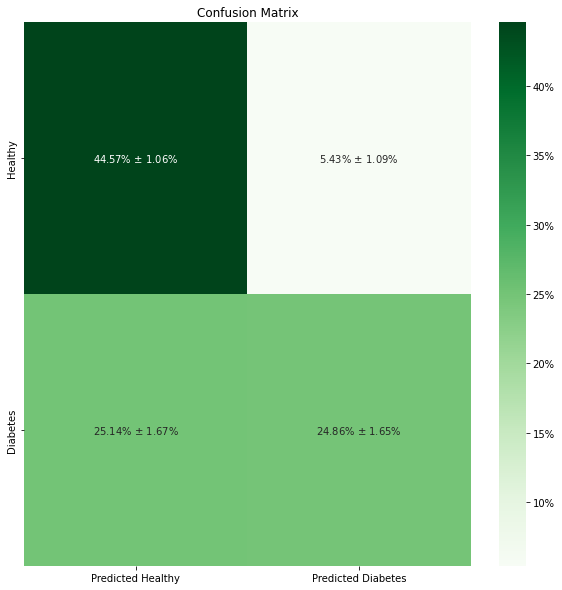 Confusion Matrix
Healthy
44.57% ± 1.06%
5.43% ± 1.09%
Diabetes
25.14% ± 1.67%
24.86% ± 1.65%
Predicted Healthy
Predicted Diabetes
40%
35%
30%
25%
20%
15%
10%